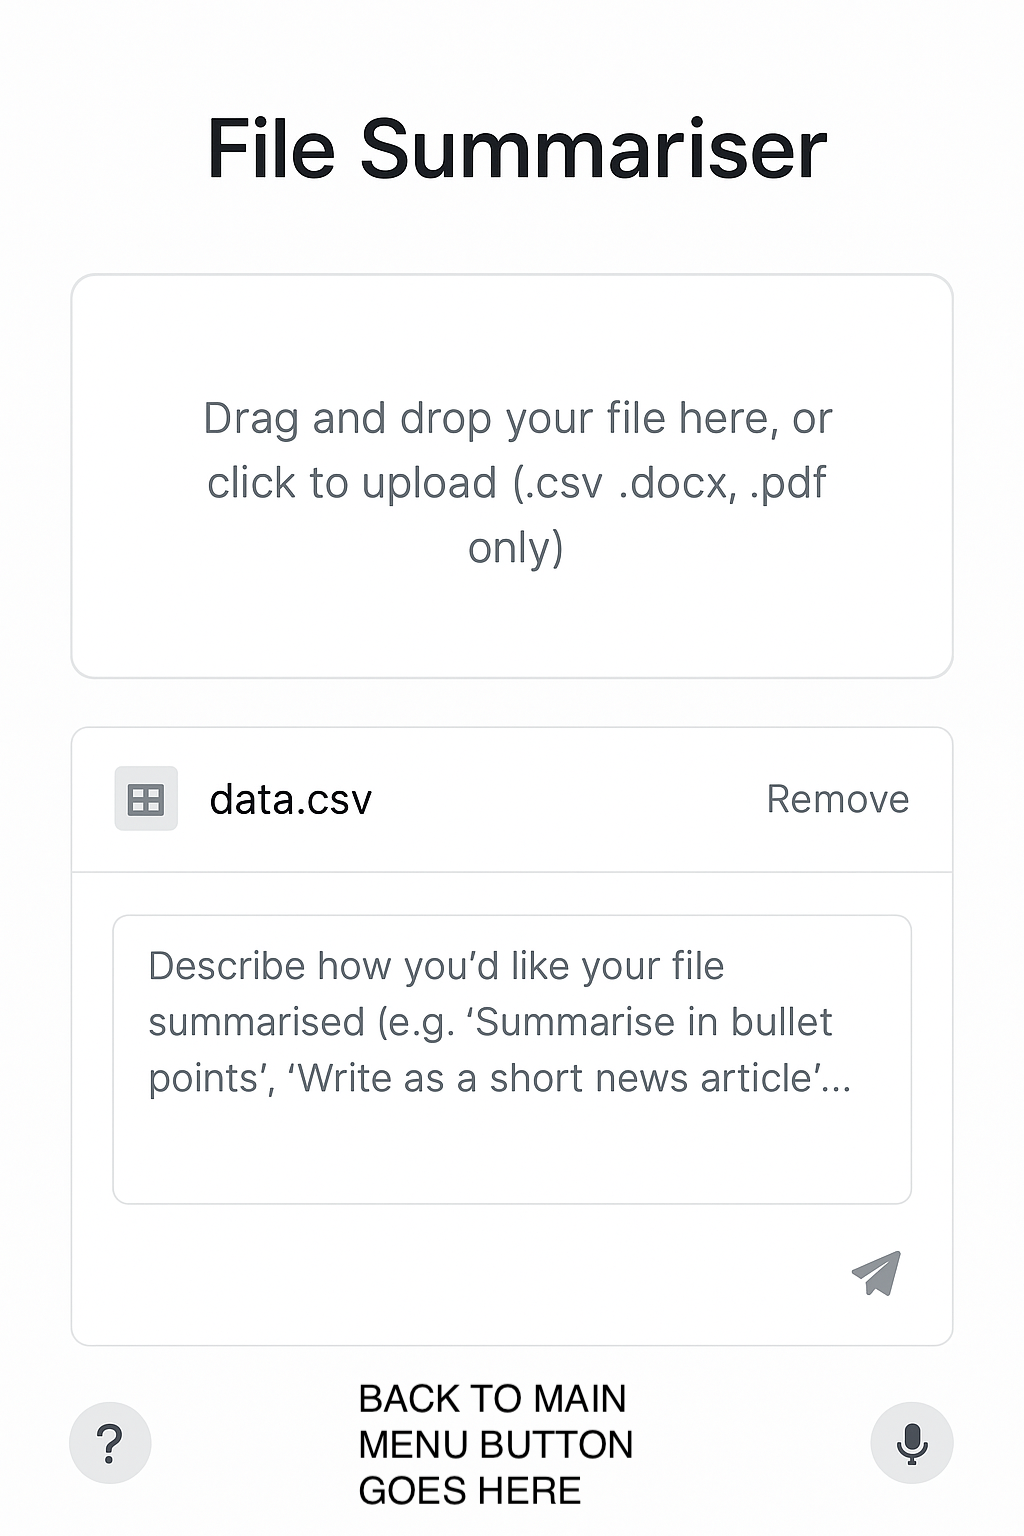 File Summariser
Drag and drop your file here, or
click to upload (.csv .docx, .pdf
only)
data.csv
Remove
Describe how you’d like your file
summarised (e.g. ‘Summarise in bullet
points’, ‘Write as a short news article’...
?
BACK TO MAIN
MENU BUTTON
GOES HERE